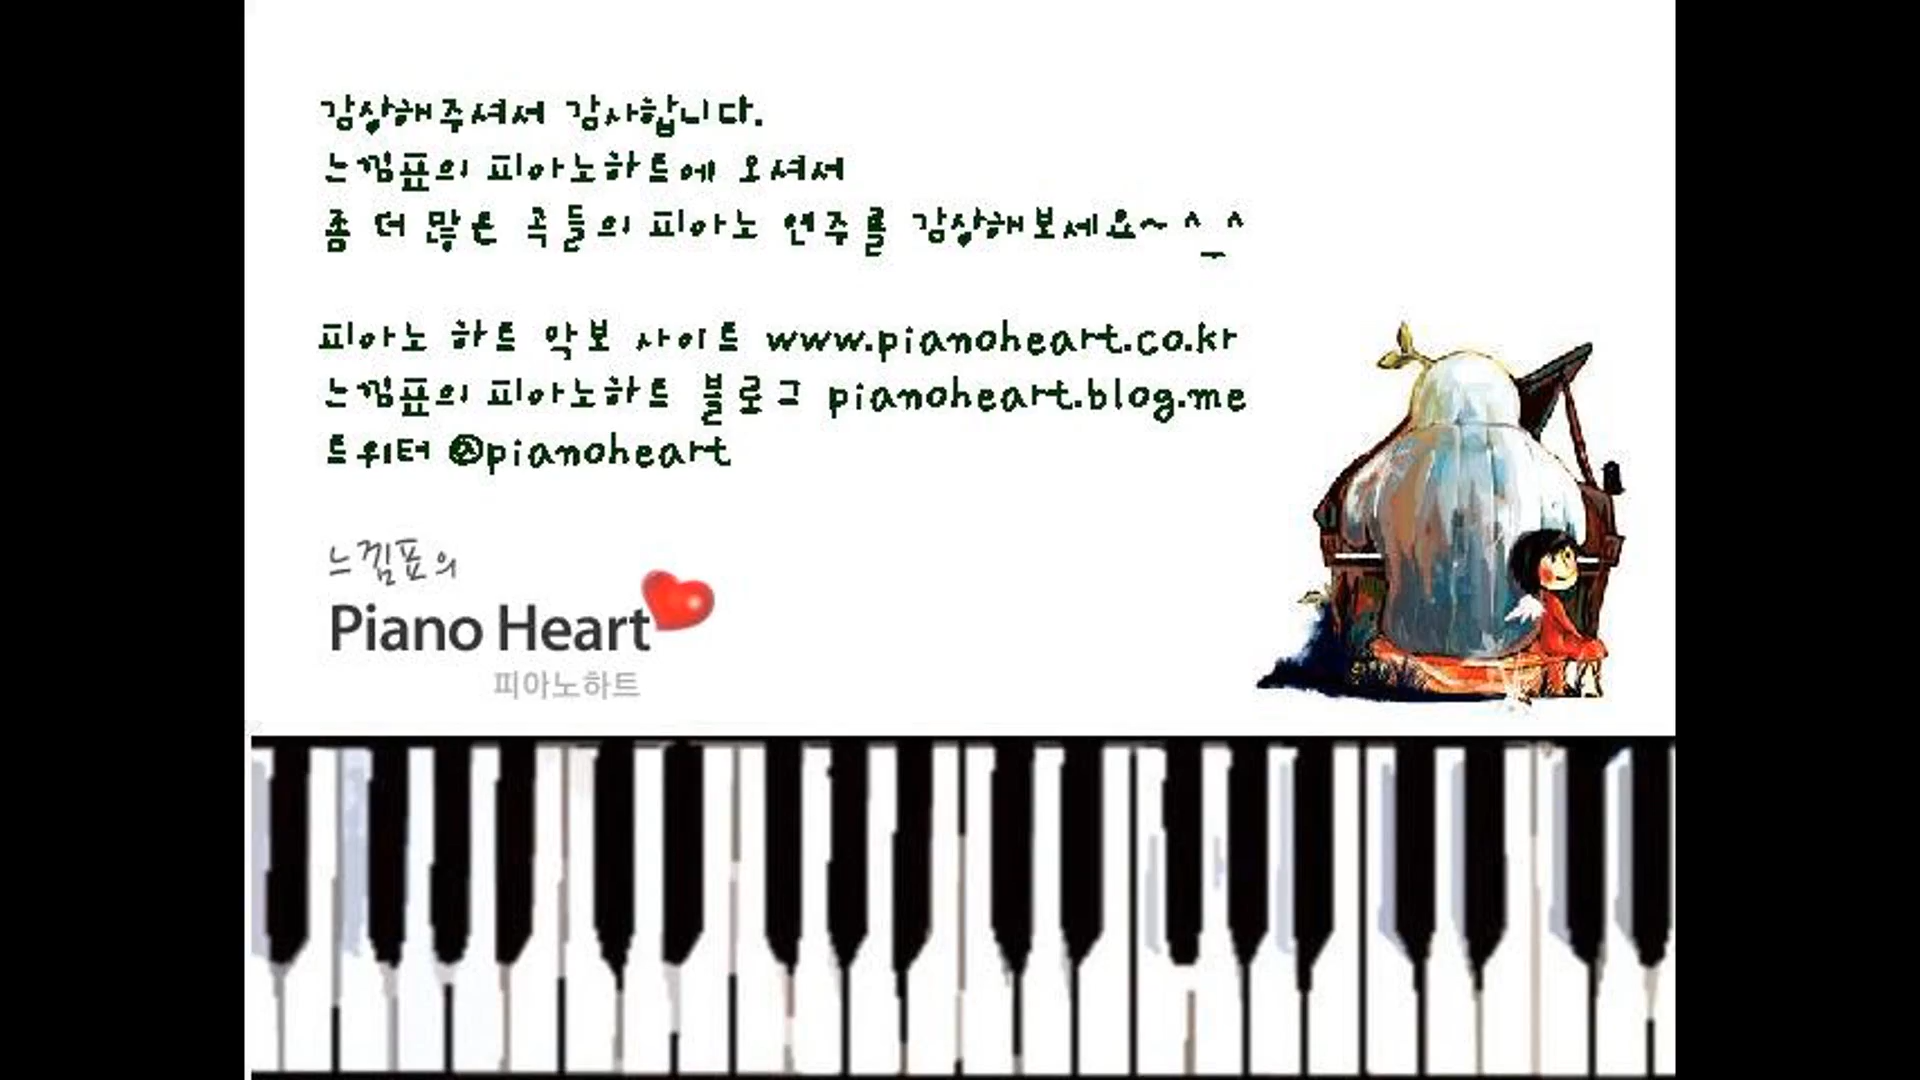 감상해주셔서 감사합니다.
느낌표의 피아노하트에 오셔서
좀 더 많은 곡들의 피아노 연주를 감상해보세요~ ^_^
피아노 하트 악보 사이트 www.pianoheart.co.kr
느낌표의 피아노하트 블로그 pianoheart.blog.me
트위터 @pianoheart
느낌표의
Piano Heart
피아노하트